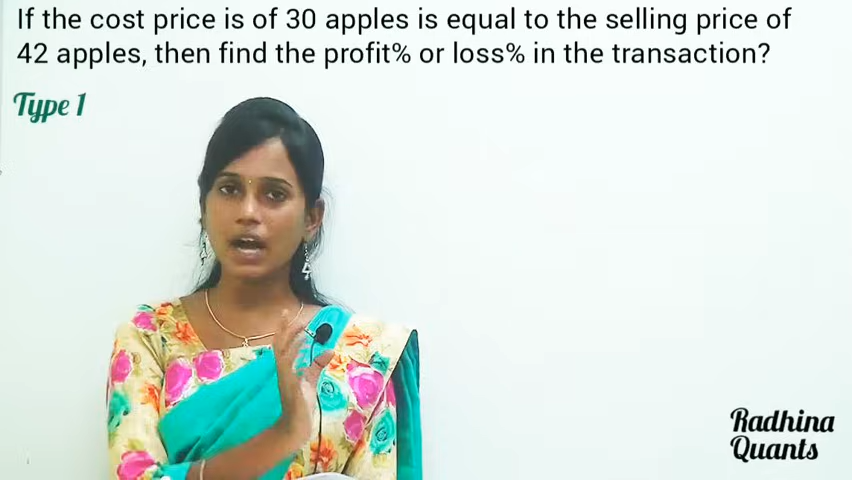 If the cost price is of 30 apples is equal to the selling price of
42 apples, then find the profit% or loss% in the transaction?
Type 1
Radhina
Quants